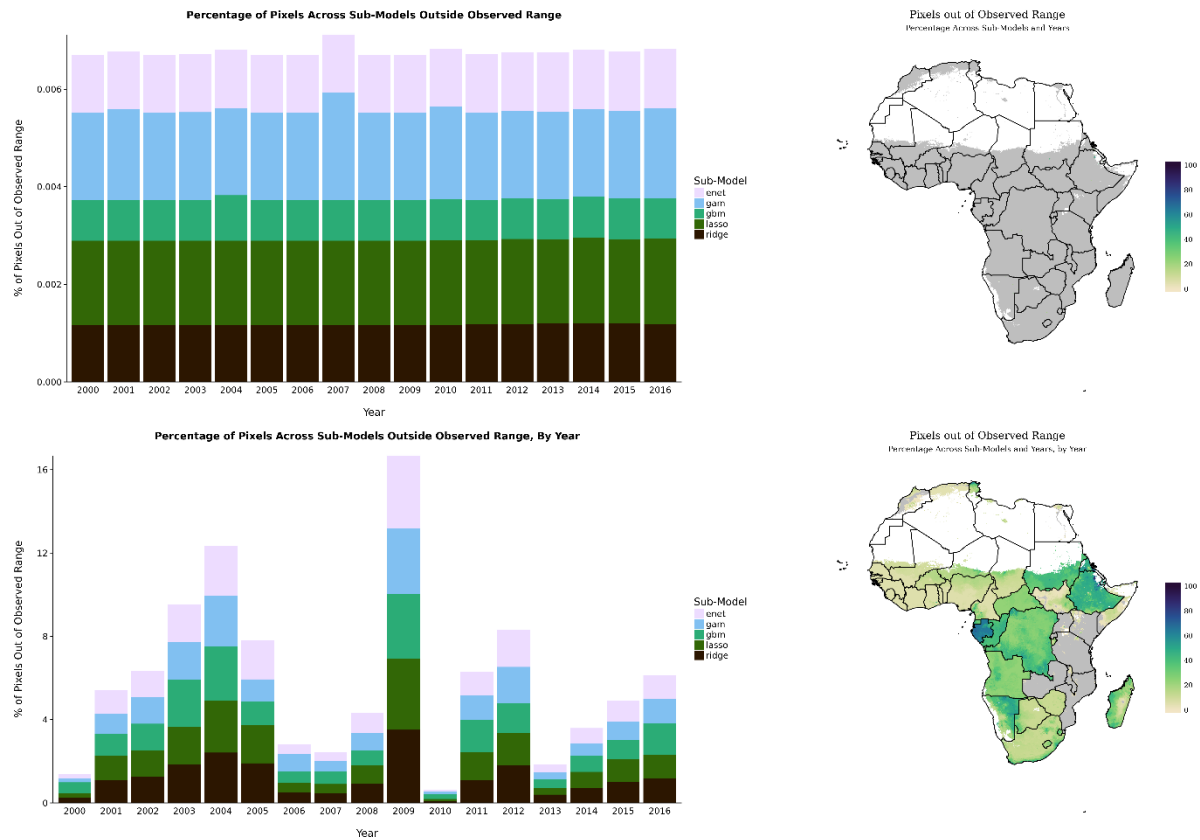 Percentage of Pixels Across Sub-Models Outside Observed Range
% of Pixels Out of Observed Range
0.006
0.004
0.002
0.000
2000 2001 2002 2003 2004 2005 2006 2007 2008 2009 2010 2011 2012 2013 2014 2015 2016
Year
Sub-Model
enet
gam
gbm
lasso
ridge
Pixels out of Observed Range
Percentage Across Sub-Models and Years
100
80
60
40
20
0
Percentage of Pixels Across Sub-Models Outside Observed Range, By Year
% of Pixels Out of Observed Range
16
12
8
4
0
2000 2001 2002 2003 2004 2005 2006 2007 2008 2009 2010 2011 2012 2013 2014 2015 2016
Year
Sub-Model
enet
gam
gbm
lasso
ridge
Pixels out of Observed Range
Percentage Across Sub-Models and Years, by Year
100
80
60
40
20
0